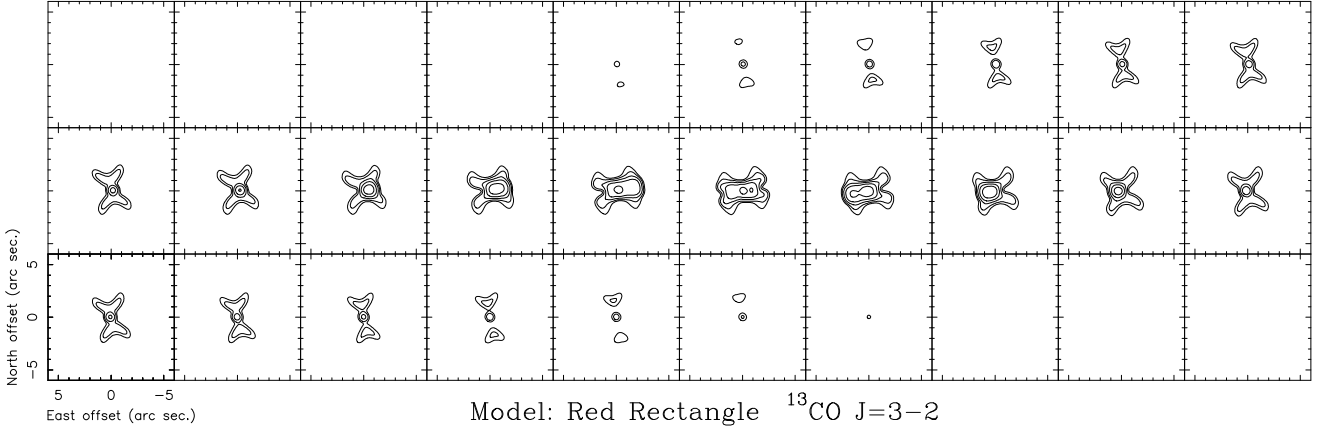 North offset (arc sec.)
5
0
−5
5 0 −5
East offset (arc sec.)
Model: Red Rectangle ¹³CO J=3−2